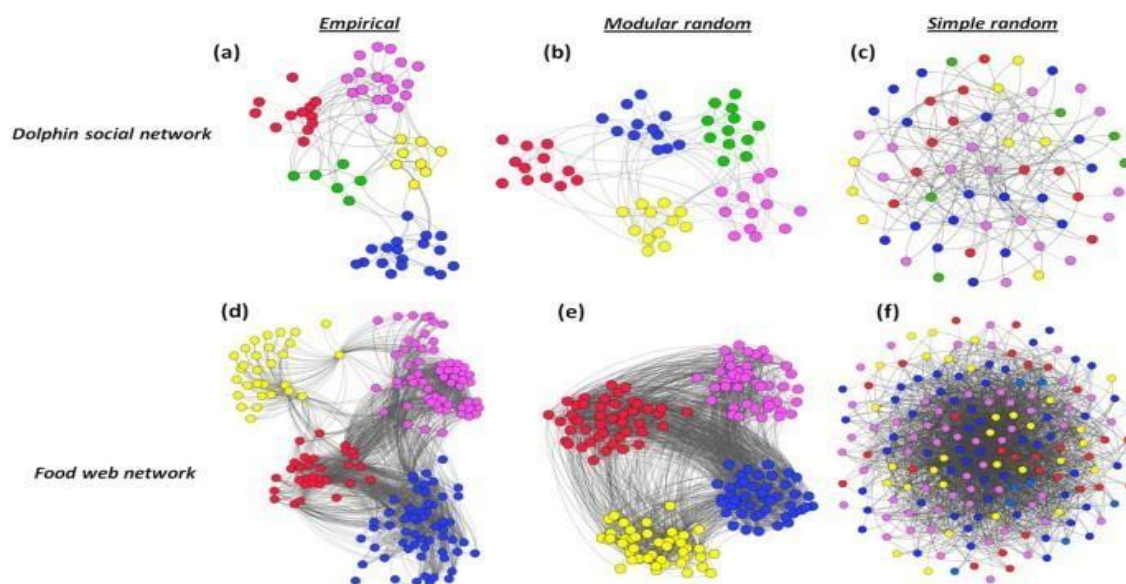 Empirical
Modular random
Simple random
(a)
(b)
(c)
Dolphin social network
(d)
(e)
(f)
Food web network